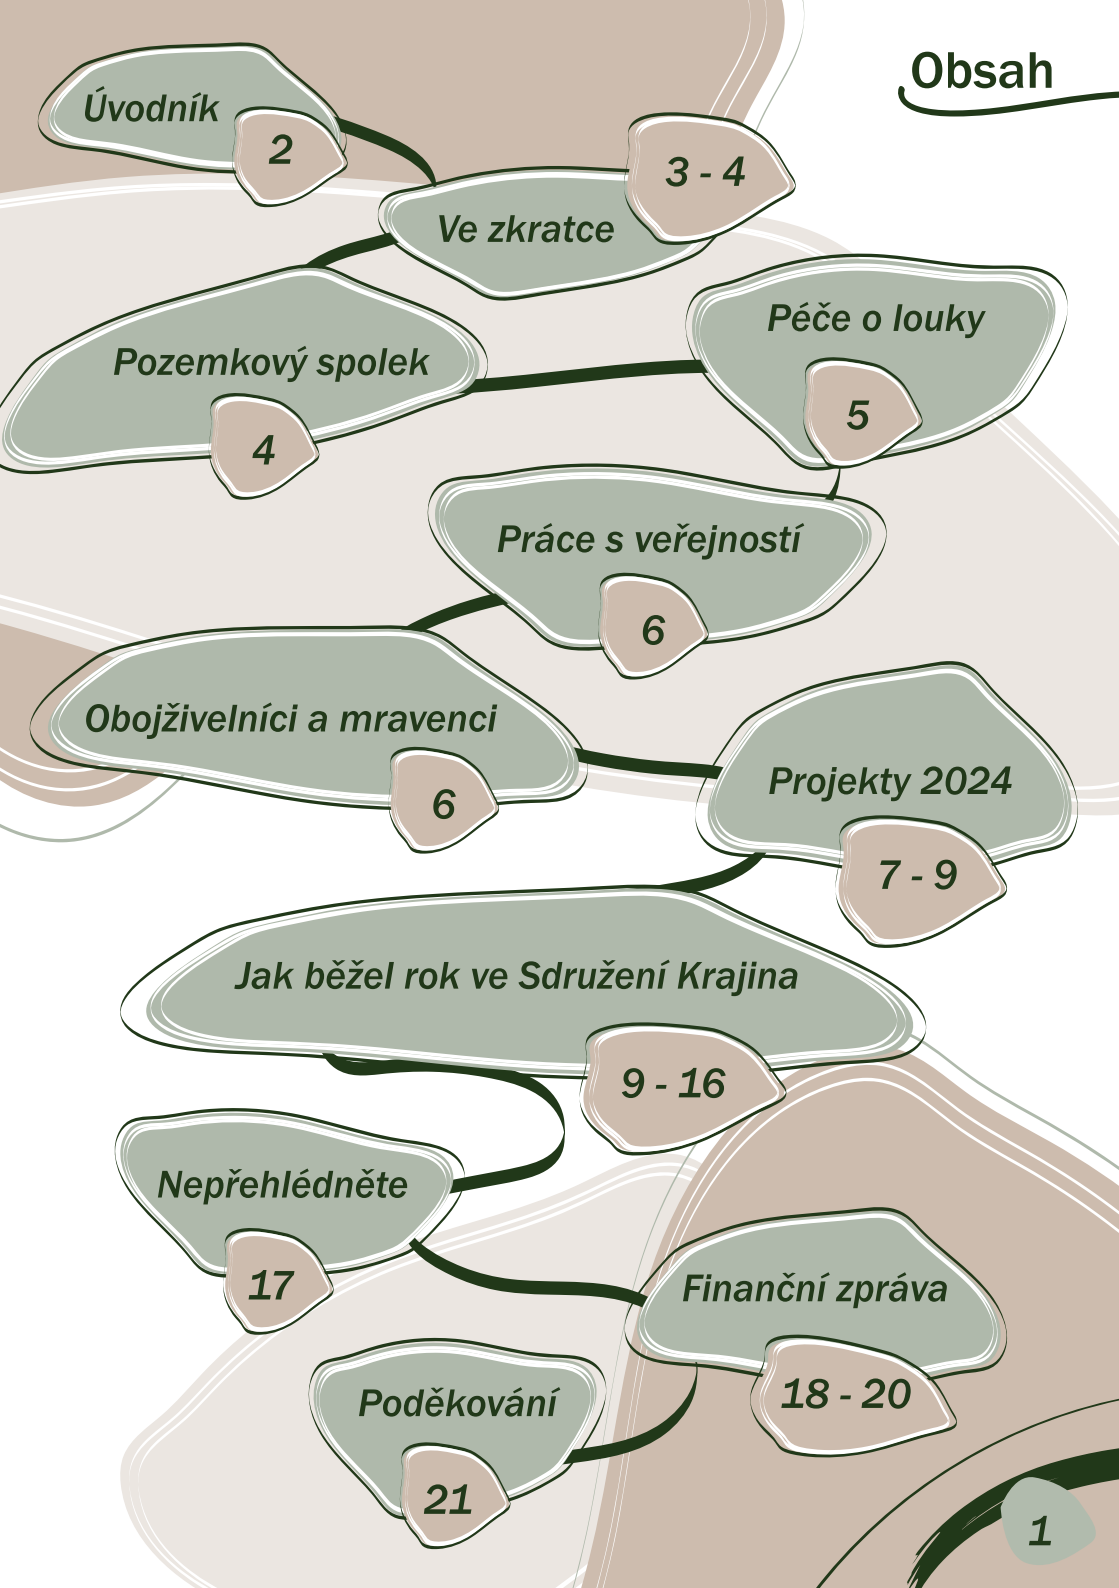 Obsah
Úvodník
2
Ve zkratce
3 - 4
Pozemkový spolek
4
Péče o louky
5
Práce s veřejností
6
Obojživelníci a mravenci
6
Projekty 2024
7 - 9
Jak běžel rok ve Sdružení Krajina
9 - 16
Nepřehlédněte
17
Finanční zpráva
18 - 20
Poděkování
21
1